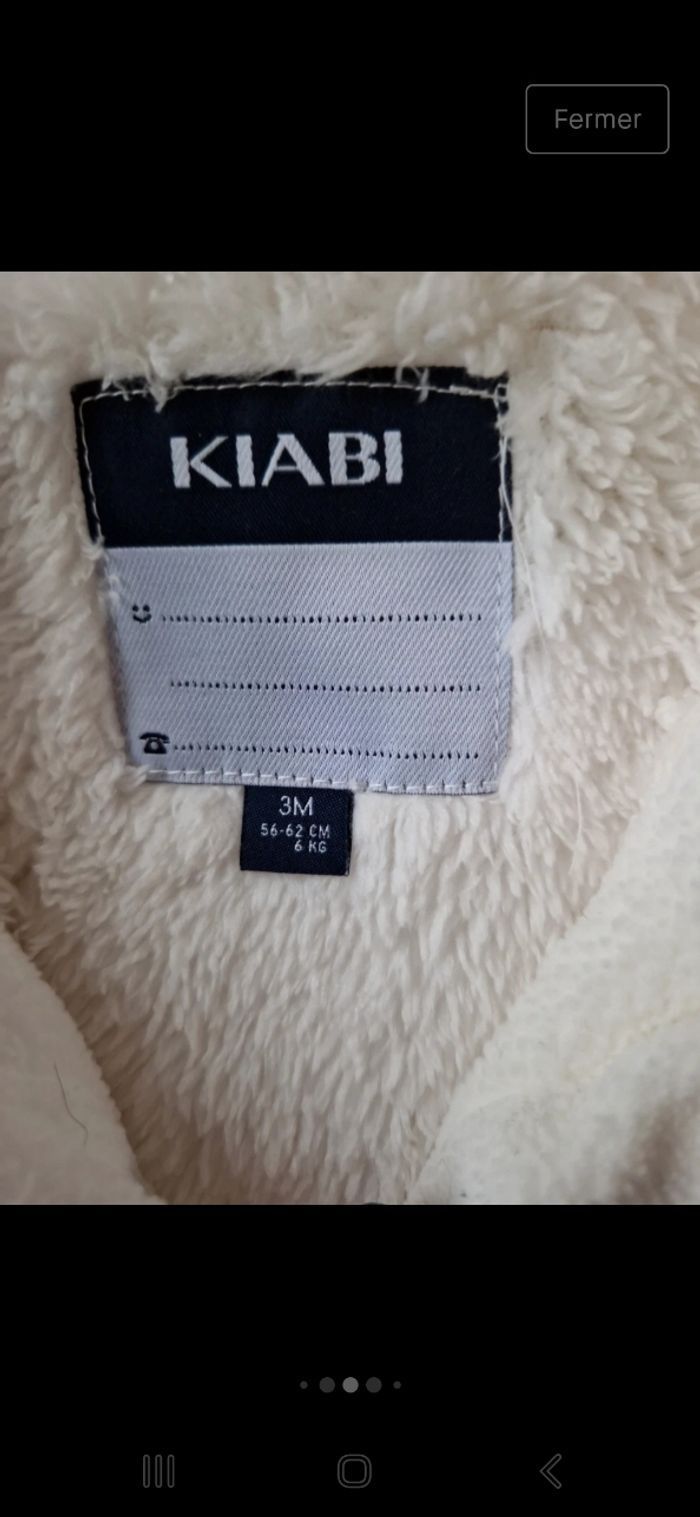 Fermer
KIABI
3M
56-62 CM
6 KG